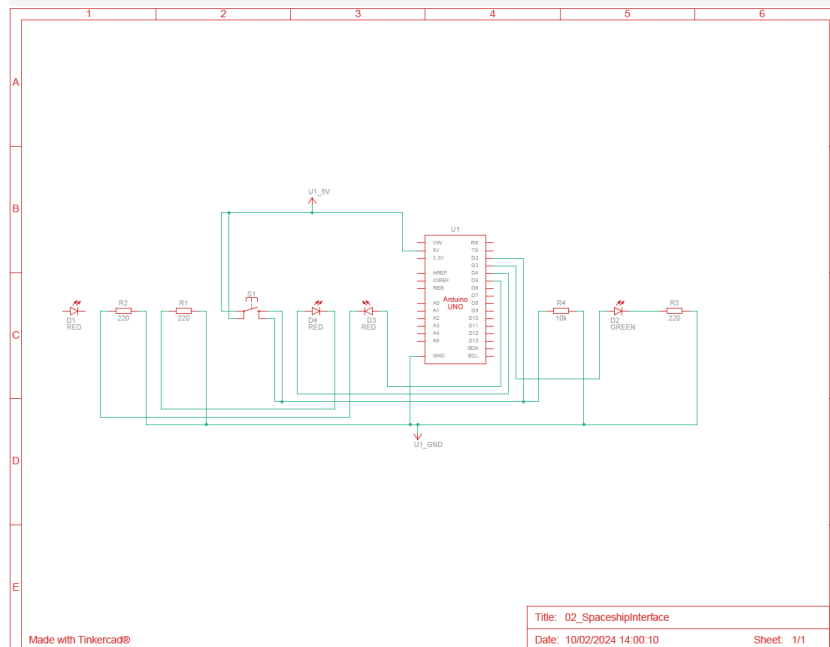 1 2 3 4 5 6
A
B
C
D
E
U1_5V
U1
VIN RX
5V TX
3.3V D2
D3
AREF D4
IOREF D5
RES D6
D7
A0 D8
A1 D9
A2 D10
A3 D11
A4 D12
A5 D13
GND
Arduino
UNO
S1
D1
RED
R2
220
R1
220
D4
RED
D3
RED
R4
10k
D2
GREEN
R3
220
U1_GND
Title: 02_SpaceshipInterface
Made with Tinkercad®
Date: 10/02/2024 14:00:10 Sheet: 1/1